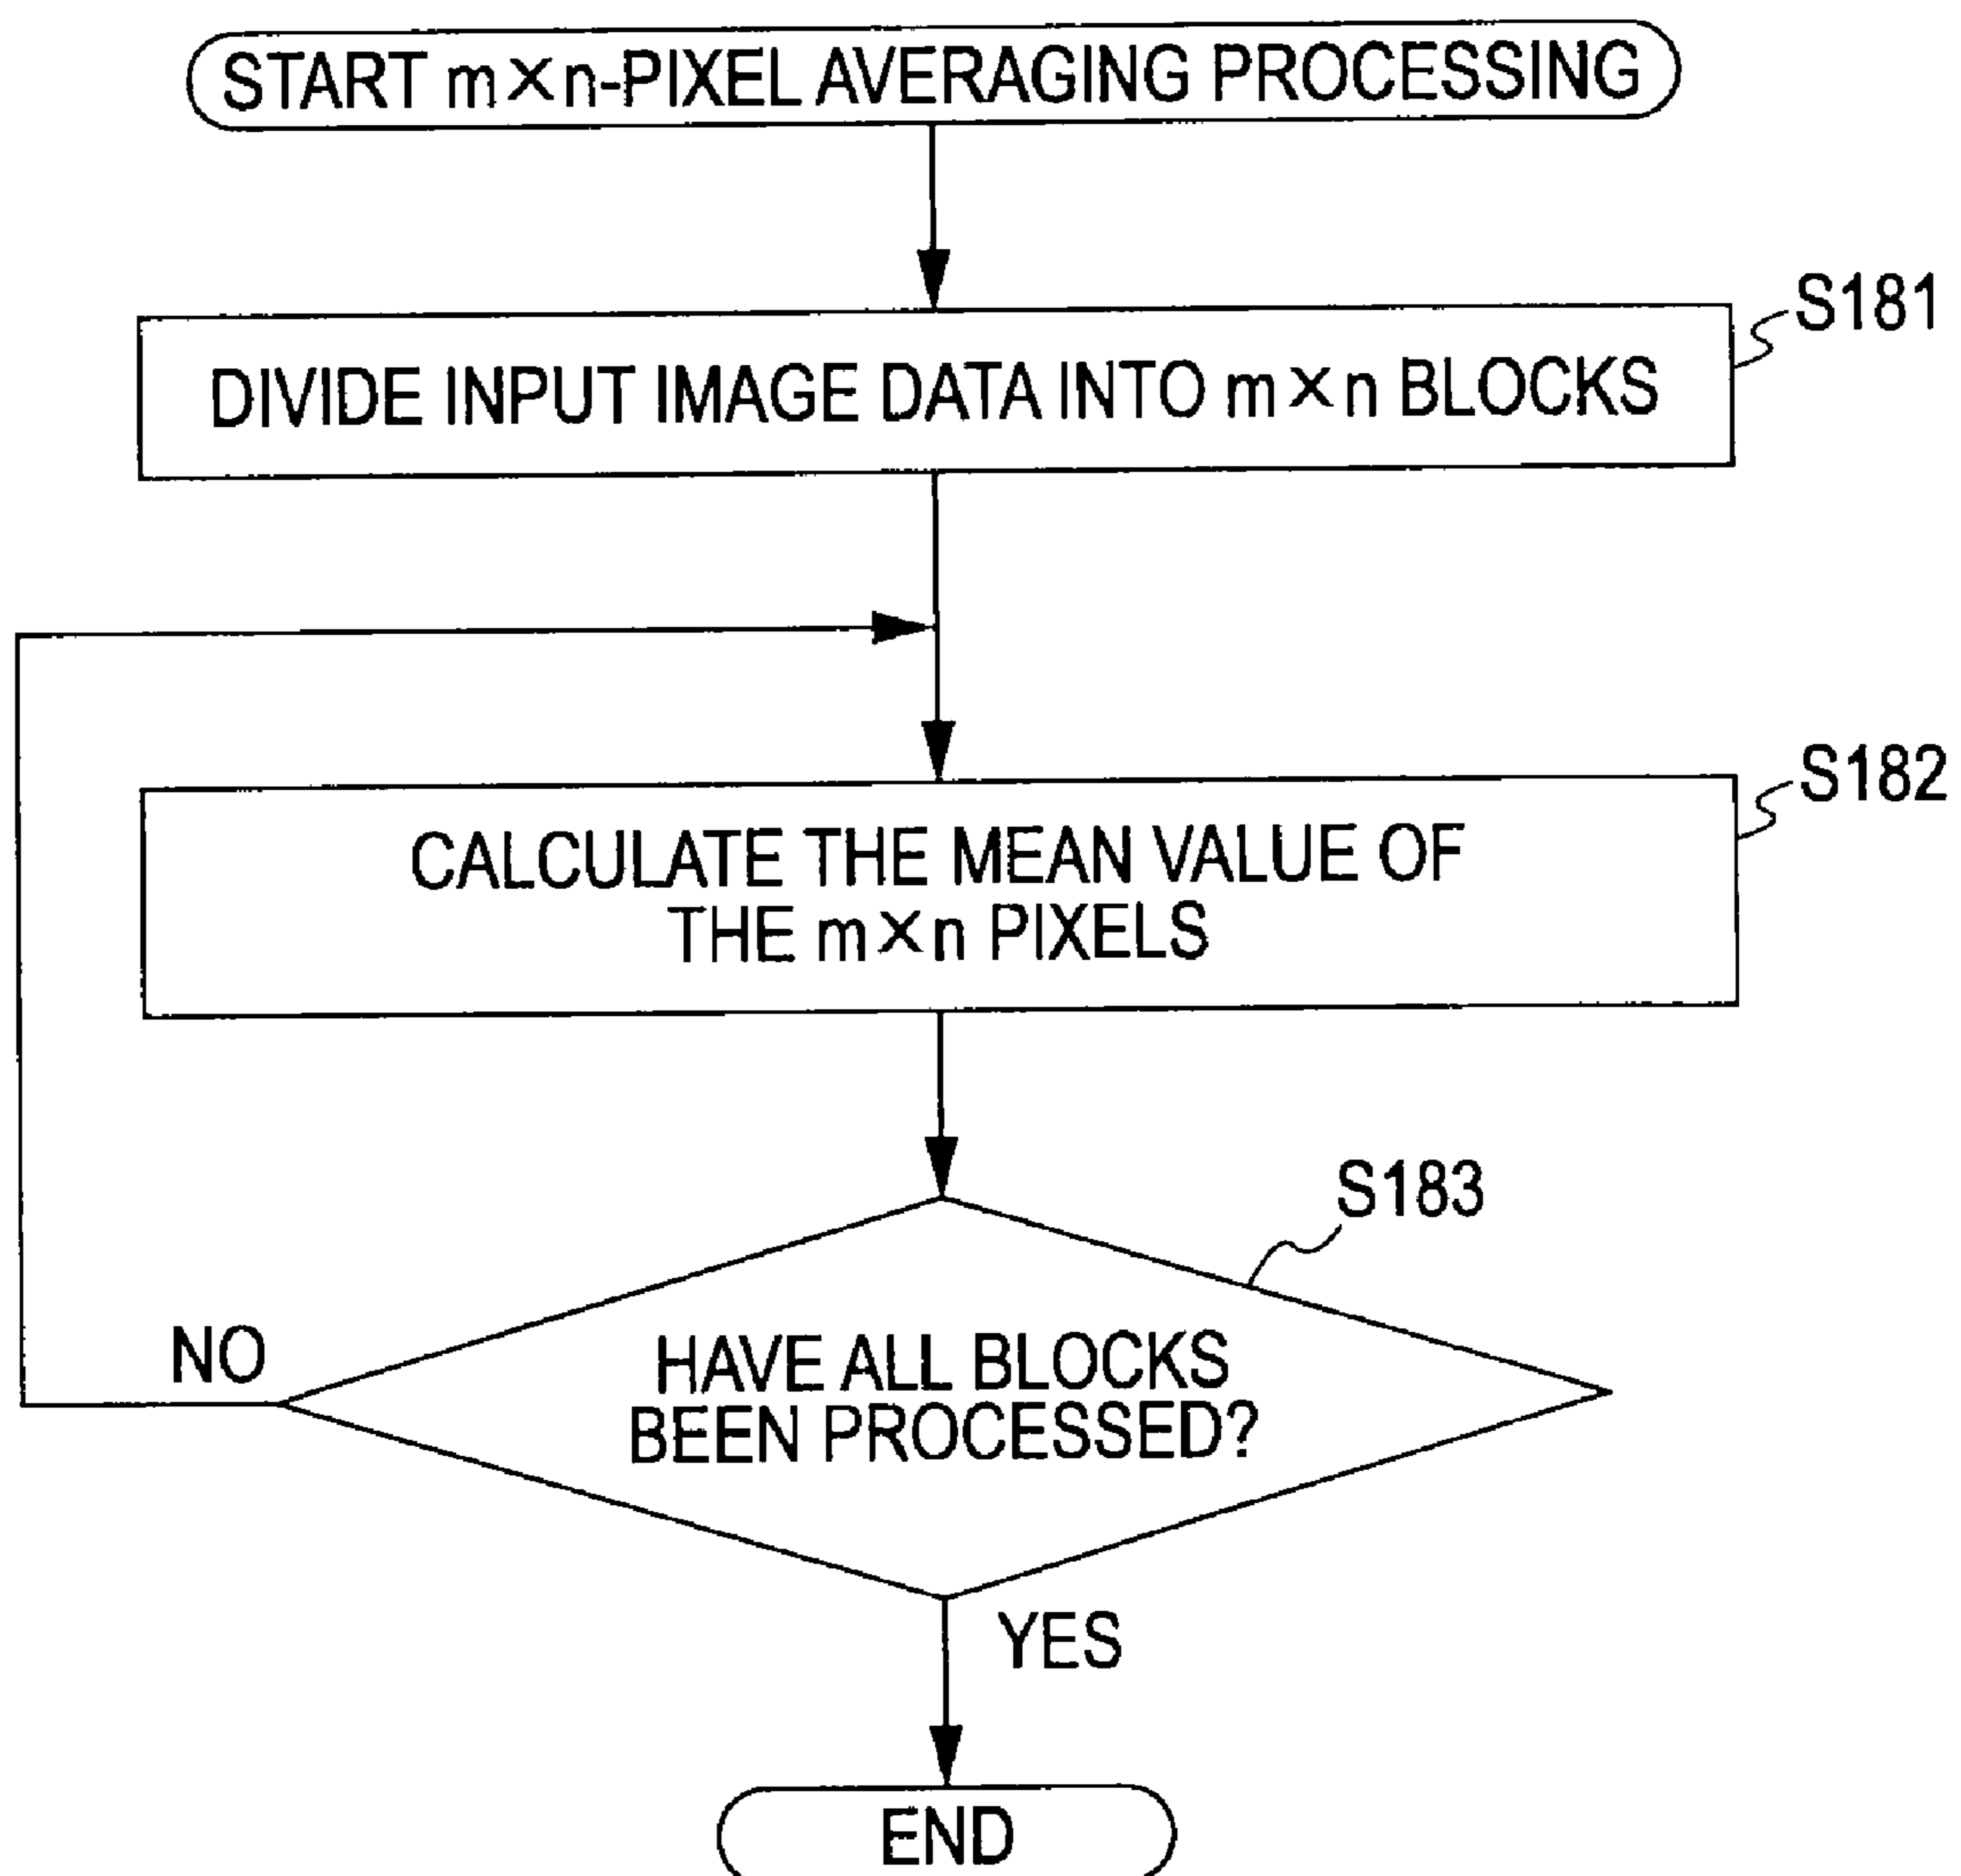 START m×n-PIXEL AVERAGING PROCESSING
S181
DIVIDE INPUT IMAGE DATA INTO m×n BLOCKS
S182
CALCULATE THE MEAN VALUE OF
THE m×n PIXELS
S183
NO
HAVE ALL BLOCKS
BEEN PROCESSED?
YES
END